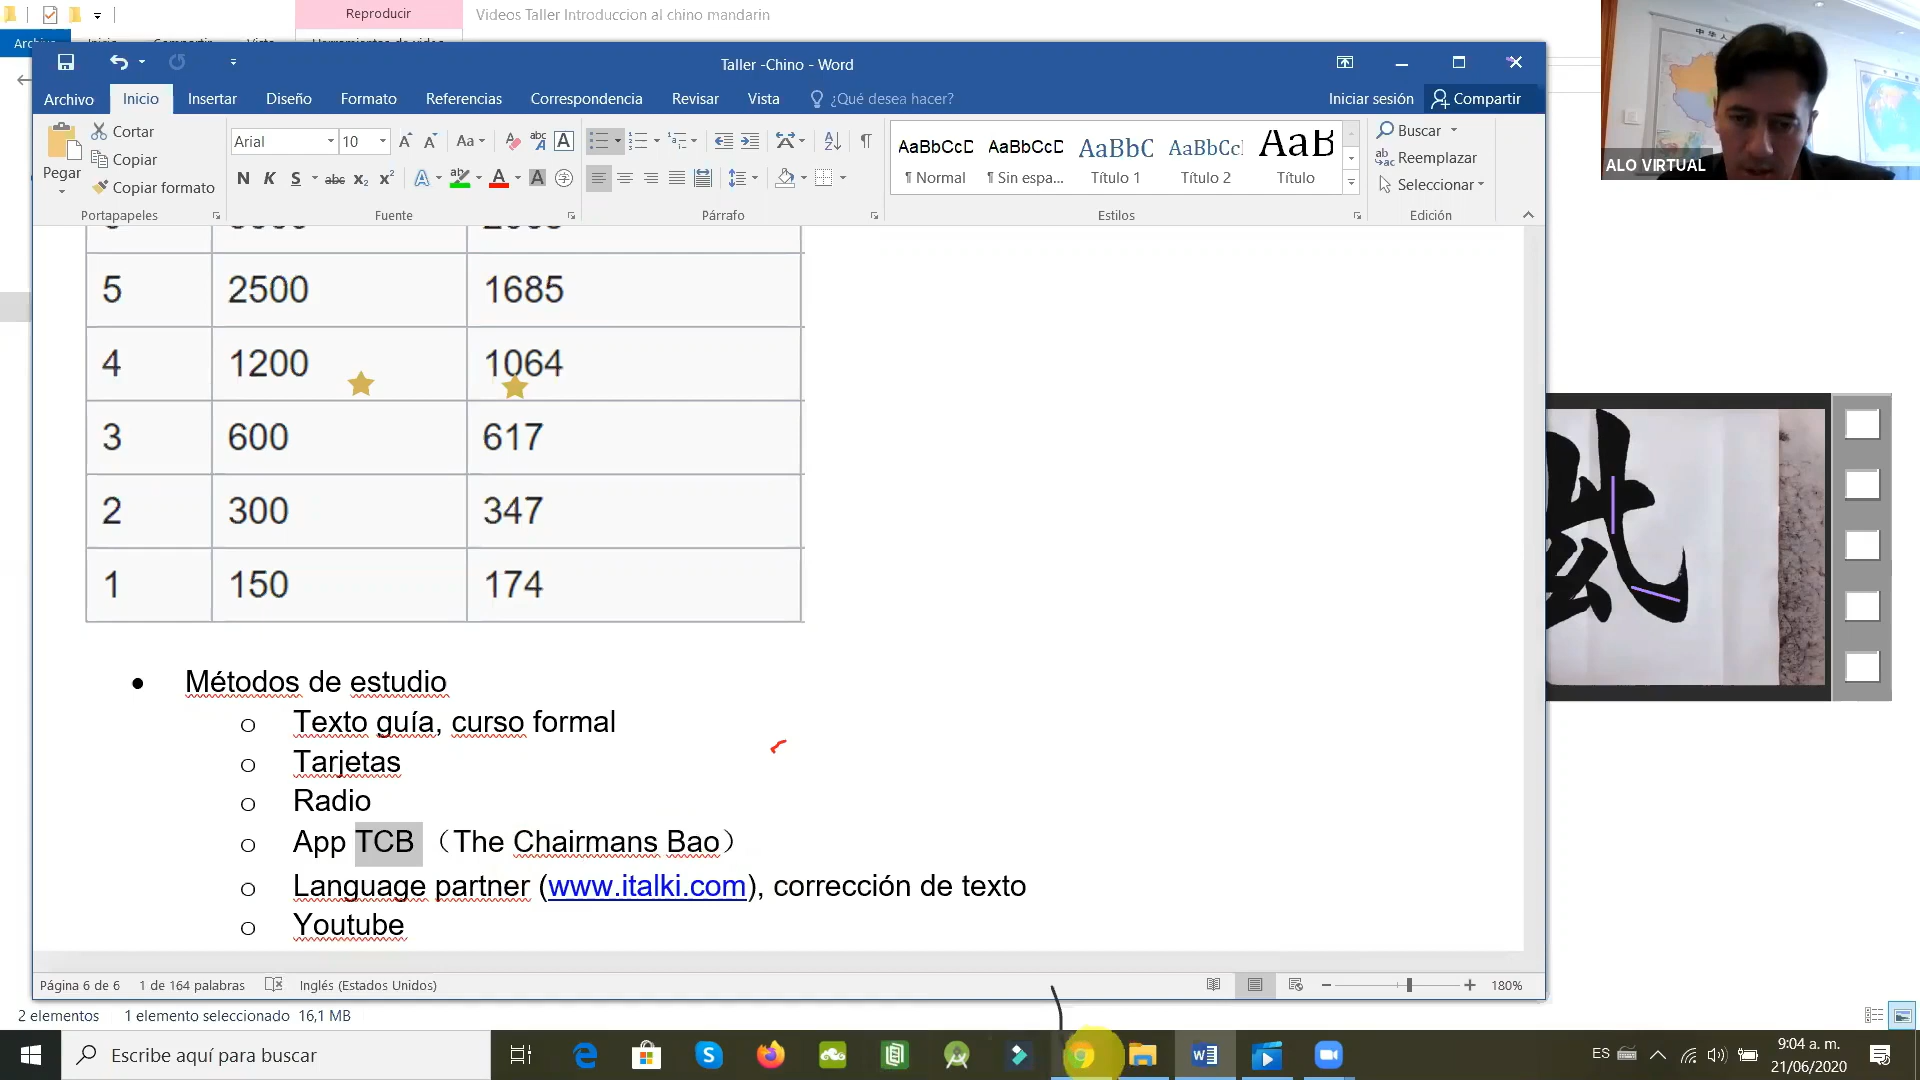 Reproducir
Videos Taller Introduccion al chino mandarin
Taller -Chino - Word
Archivo
Inicio
Insertar
Diseño
Formato
Referencias
Correspondencia
Revisar
Vista
¿Qué desea hacer?
Iniciar sesión
Compartir
Pegar
Cortar
Copiar
Copiar formato
Portapapeles
Arial
10
Fuente
Párrafo
AaBbCcD
¶ Normal
AaBbCcD
¶ Sin espa...
AaBbC
Título 1
AaBbCc
Título 2
AaB
Título
Estilos
Buscar
Reemplazar
Seleccionar
Edición
ALO VIRTUAL
5 2500 1685
4 1200 1064
3 600 617
2 300 347
1 150 174
Métodos de estudio
Texto guía, curso formal
Tarjetas
Radio
App TCB （The Chairmans Bao）
Language partner (www.italki.com), corrección de texto
Youtube
Página 6 de 6
1 de 164 palabras
Inglés (Estados Unidos)
180%
2 elementos
1 elemento seleccionado 16,1 MB
Escribe aquí para buscar
ES
9:04 a. m.
21/06/2020